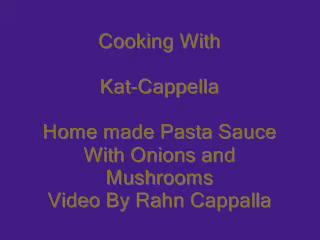 Cooking With
Kat-Cappella
Home made Pasta Sauce
With Onions and
Mushrooms
Video By Rahn Cappalla